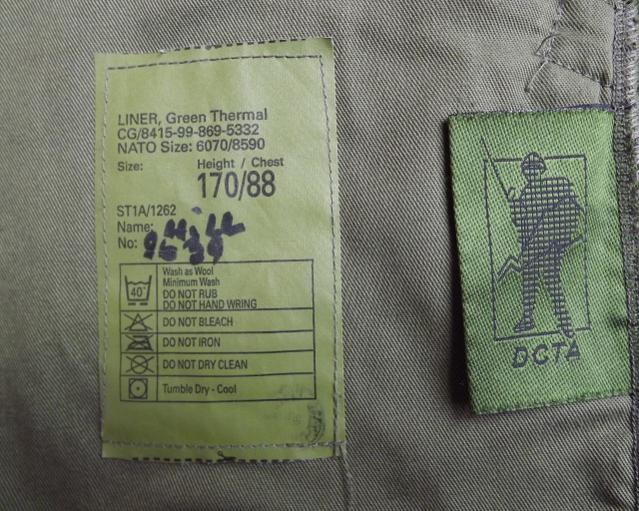 LINER, Green Thermal
CG/8415-99-869-5332
NATO Size: 6070/8590
Size: Height / Chest
170/88
ST1A/1262
Name: Hill
No:
40°
Wash as Wool
Minimum Wash
DO NOT RUB
DO NOT HAND WRING
DO NOT BLEACH
DO NOT IRON
DO NOT DRY CLEAN
Tumble Dry - Cool
DCTA